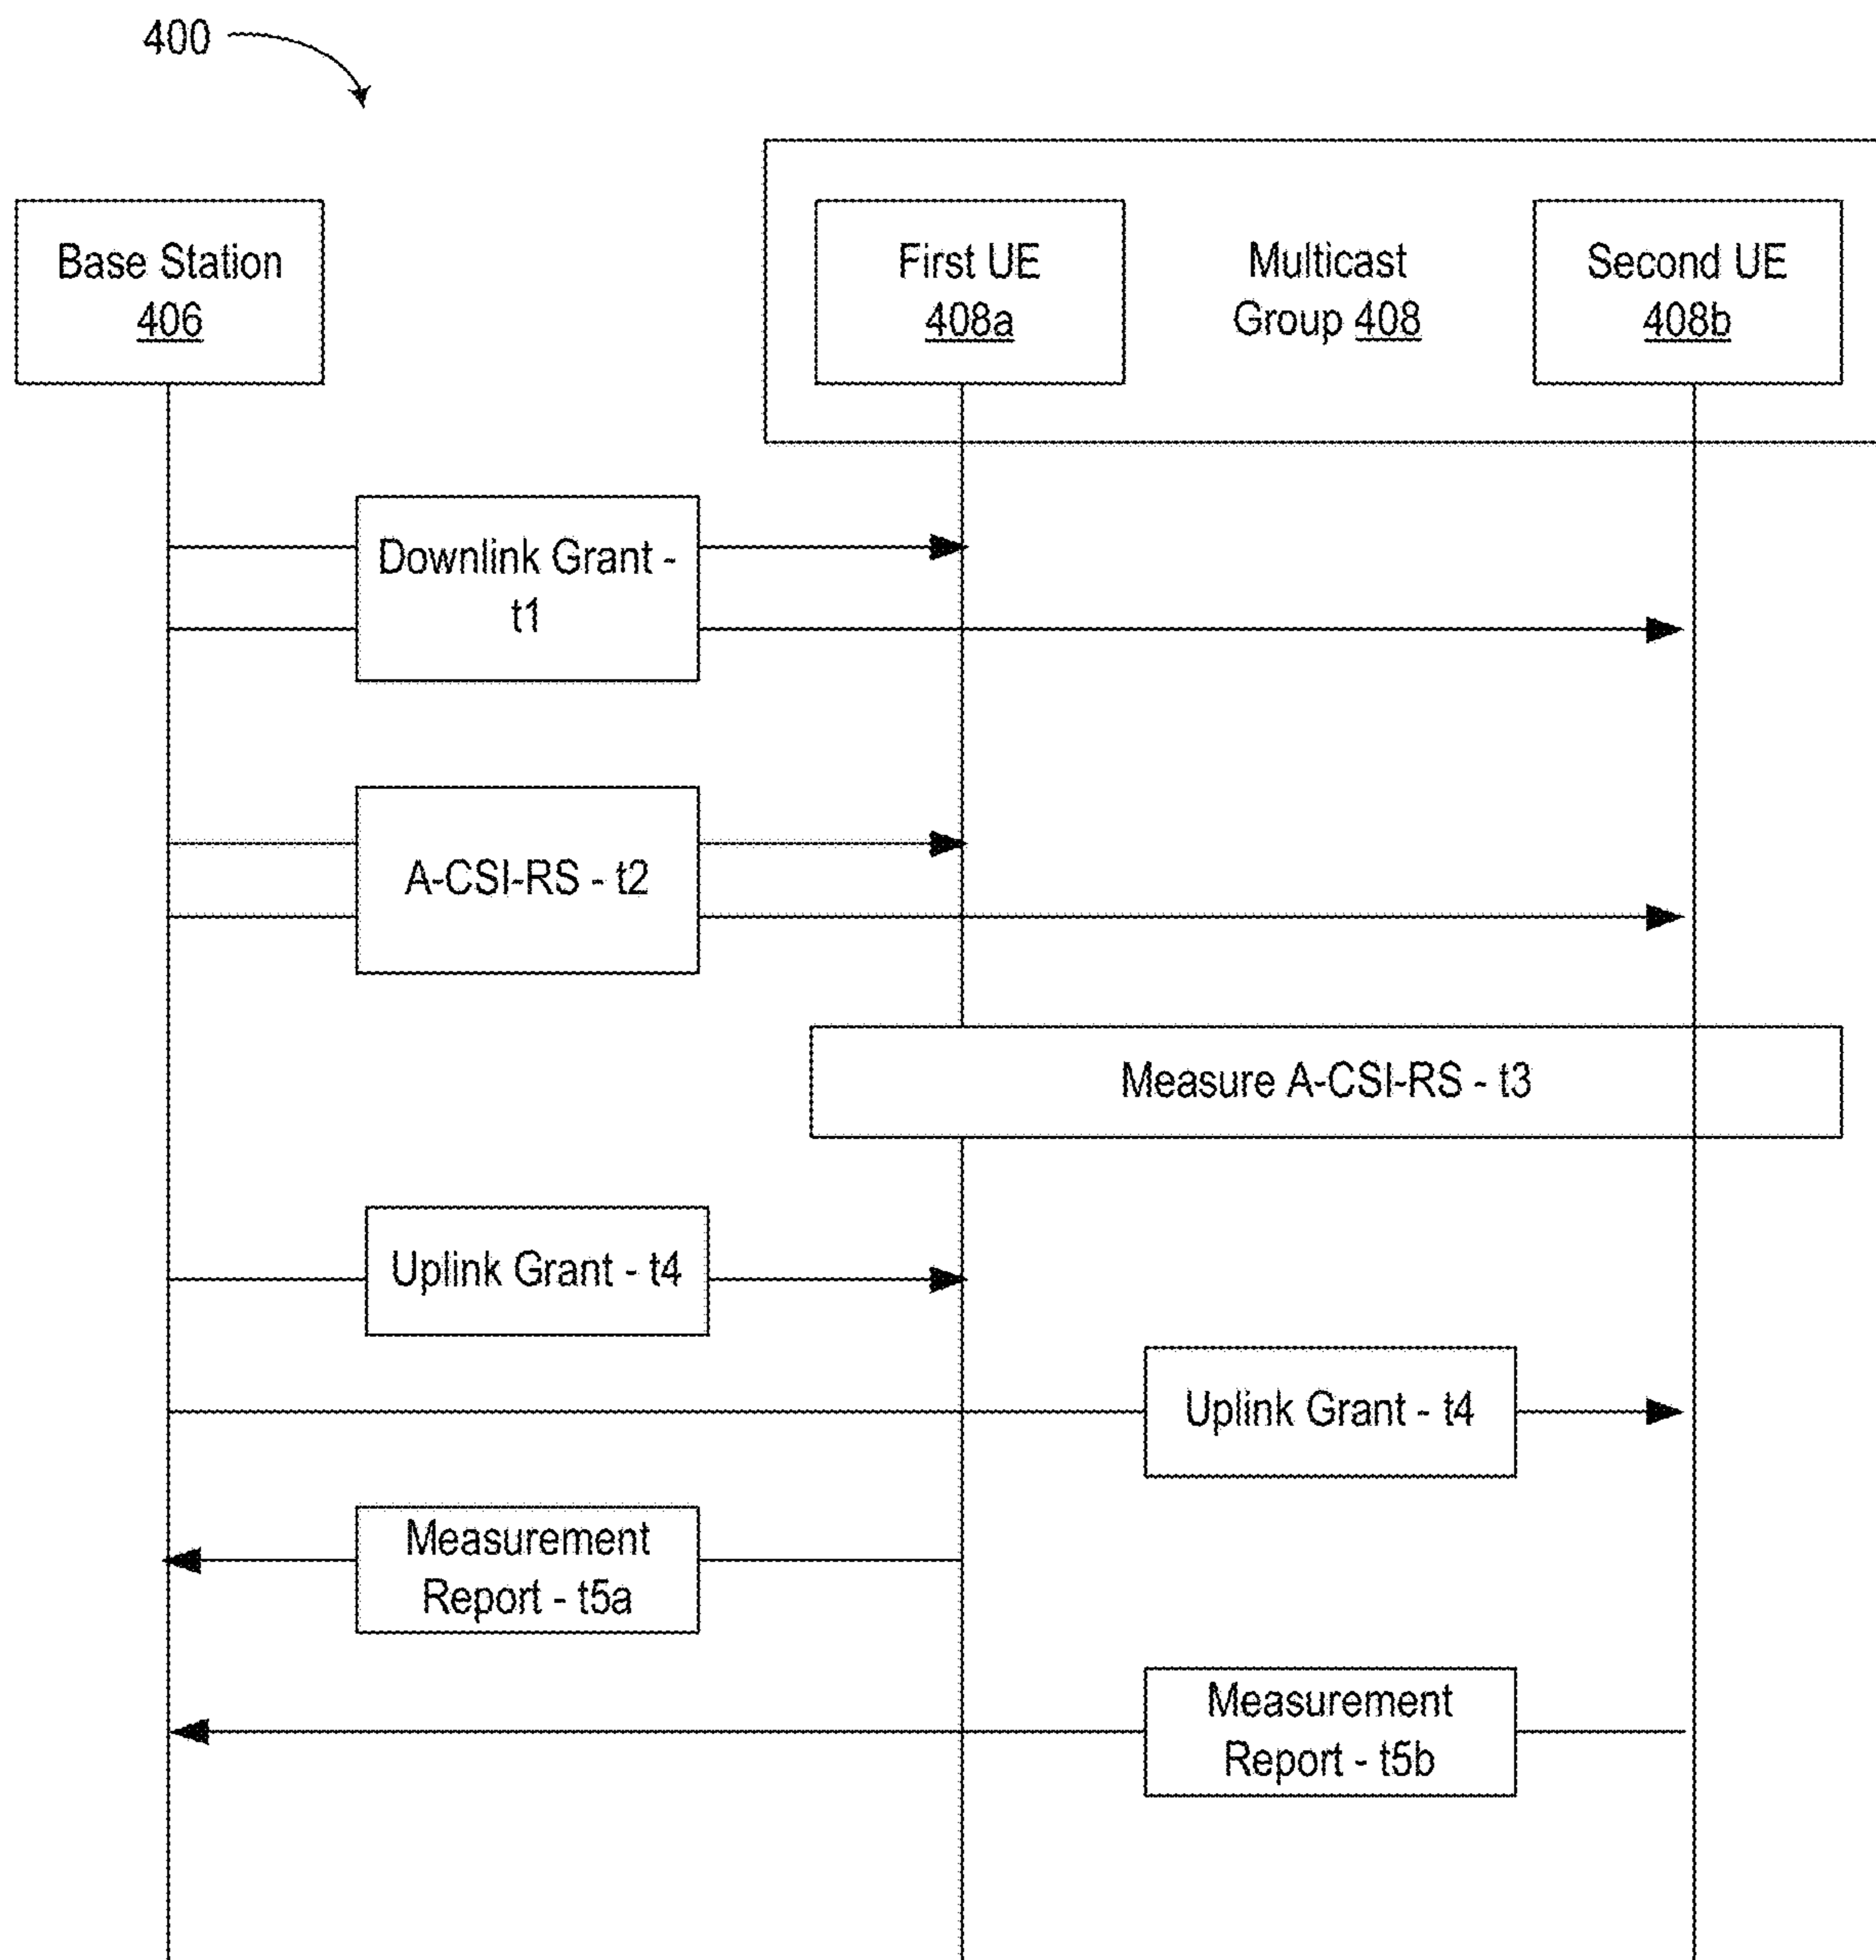 400
Base Station
406
First UE
408a
Multicast
Group 408
Second UE
408b
Downlink Grant -
t1
A-CSI-RS - t2
Measure A-CSI-RS - t3
Uplink Grant - t4
Uplink Grant - t4
Measurement
Report - t5a
Measurement
Report - t5b